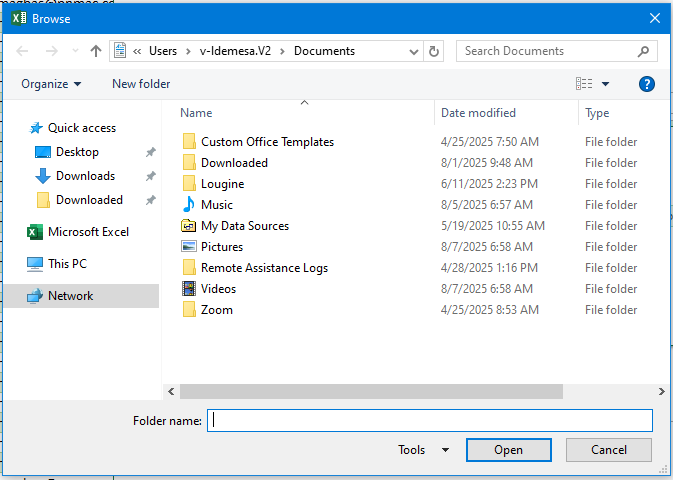 Browse
« Users › v-ldemesa.V2 › Documents
Search Documents
Organize
New folder
Name
Date modified
Type
Quick access
Desktop
Downloads
Downloaded
Microsoft Excel
This PC
Network
Custom Office Templates 4/25/2025 7:50 AM File folder
Downloaded 8/1/2025 9:48 AM File folder
Lougine 6/11/2025 2:23 PM File folder
Music 8/5/2025 6:57 AM File folder
My Data Sources 5/19/2025 10:55 AM File folder
Pictures 8/7/2025 6:58 AM File folder
Remote Assistance Logs 4/28/2025 1:16 PM File folder
Videos 8/7/2025 6:58 AM File folder
Zoom 4/25/2025 8:53 AM File folder
Folder name:
Tools
Open
Cancel